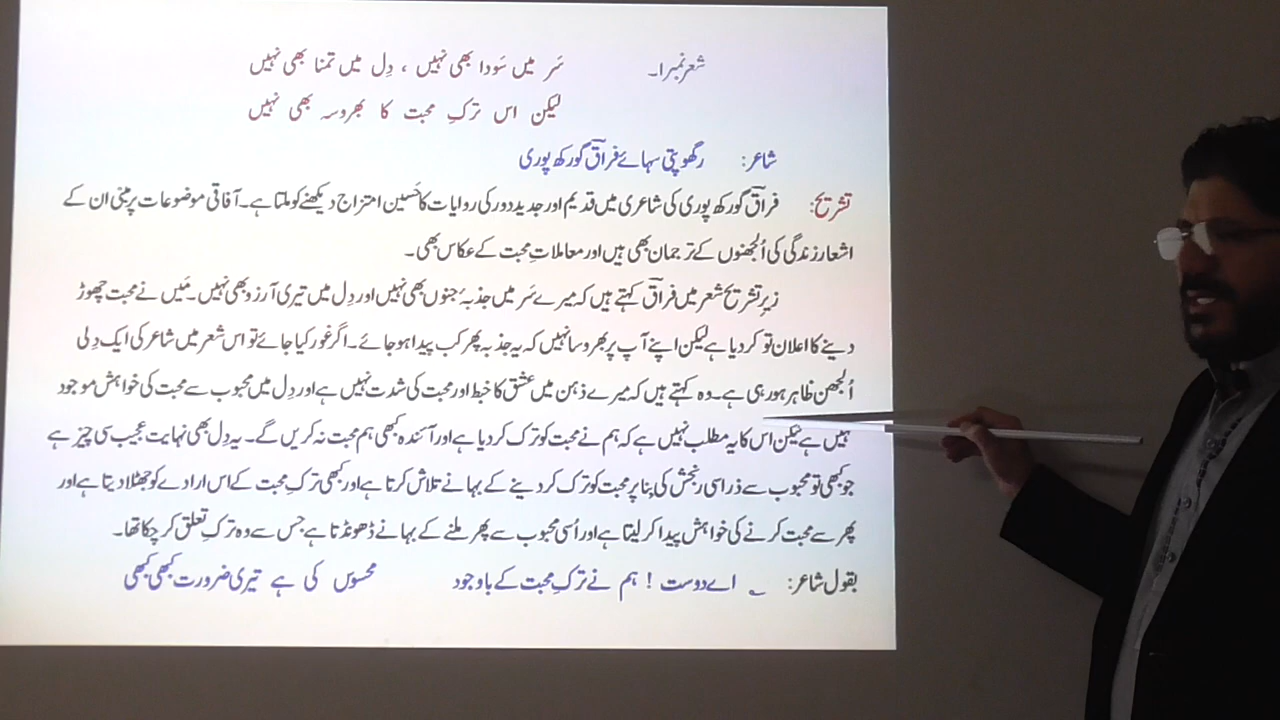 شعر نمبر۱۔ سَر میں سَودا بھی نہیں ، دِل میں تمنا بھی نہیں
لیکن اس ترکِ محبت کا بھروسہ بھی نہیں
شاعر: رگھوپتی سہائے فراقؔ گورکھ پوری
تشریح: فراقؔ گورکھ پوری کی شاعری میں قدیم اور جدید دور کی روایات کا حَسین امتزاج دیکھنے کو ملتا ہے۔ آفاقی موضوعات پر مبنی ان کے
اشعار زندگی کی اُلجھنوں کے ترجمان بھی ہیں اور معاملاتِ محبت کے عکاس بھی ۔
زیرِ تشریح شعر میں فراقؔ کہتے ہیں کہ میرے سَر میں جذبۂ جنوں بھی نہیں اور دِل میں تیری آرزو بھی نہیں۔ مَیں نے محبت چھوڑ
دینے کا اعلان تو کر دیا ہے لیکن اپنے آپ پر بھروسا نہیں کہ یہ جذبہ پھر کب پیدا ہو جائے۔ اگر غور کیا جائے تو اس شعر میں شاعر کی ایک دِلی
اُلجھن ظاہر ہو رہی ہے۔ وہ کہتے ہیں کہ میرے ذہن میں عشق کا خبط اور محبت کی شدت نہیں ہے اور دِل میں محبوب سے محبت کی خواہش موجود
نہیں ہے لیکن اس کا یہ مطلب نہیں ہے کہ ہم نے محبت کو ترک کر دیا ہے اور آئندہ کبھی ہم محبت نہ کریں گے۔ یہ دِل بھی نہایت عجیب سی چیز ہے
جو کبھی تو محبوب سے ذرا سی رنجش کی بِنا پر محبت کو ترک کر دینے کے بہانے تلاش کرتا ہے اور کبھی ترکِ محبت کے اس ارادے کو جھٹلا دیتا ہے اور
پھر سے محبت کرنے کی خواہش پیدا کر لیتا ہے اور اُسی محبوب سے پھر ملنے کے بہانے ڈھونڈتا ہے جس سے وہ ترکِ تعلق کر چکا تھا۔
بقول شاعر: ؎ اے دوست ! ہم نے ترکِ محبت کے باوجود محسوس کی ہے تیری ضرورت کبھی کبھی